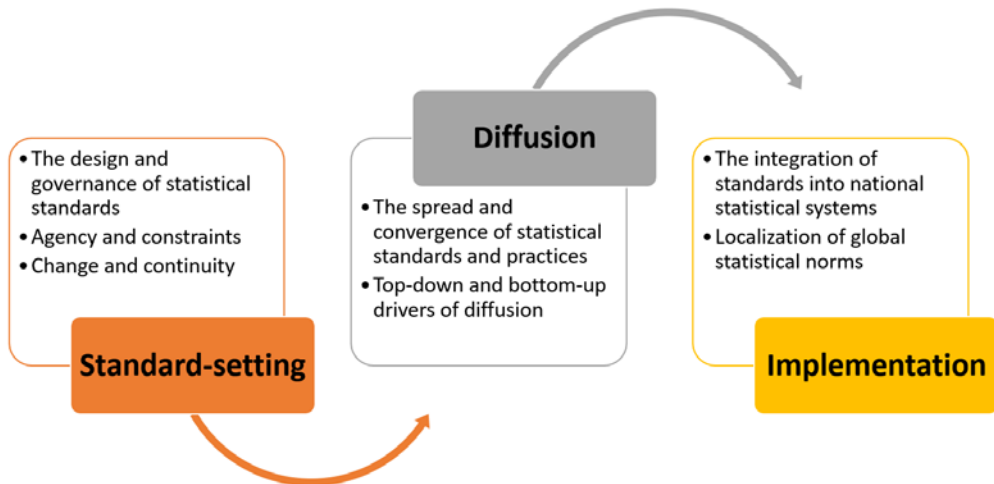 • The design and
governance of statistical
standards
• Agency and constraints
• Change and continuity
Standard-setting
Diffusion
• The spread and
convergence of statistical
standards and practices
• Top-down and bottom-up
drivers of diffusion
• The integration of
standards into national
statistical systems
• Localization of global
statistical norms
Implementation